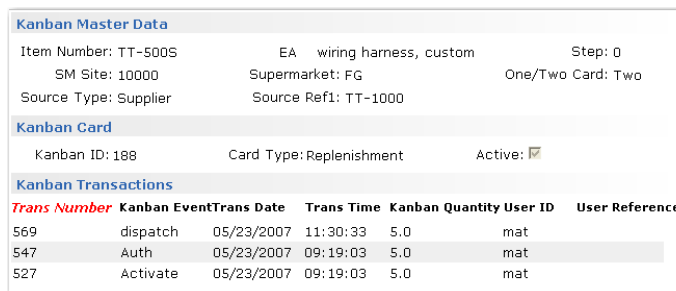 Kanban Master Data
Item Number: TT-500S EA wiring harness, custom Step: 0
SM Site: 10000 Supermarket: FG One/Two Card: Two
Source Type: Supplier Source Ref1: TT-1000
Kanban Card
Kanban ID: 188 Card Type: Replenishment Active:
Kanban Transactions
Trans Number Kanban Event Trans Date Trans Time Kanban Quantity User ID User Reference
569 dispatch 05/23/2007 11:30:33 5.0 mat
547 Auth 05/23/2007 09:19:03 5.0 mat
527 Activate 05/23/2007 09:19:03 5.0 mat